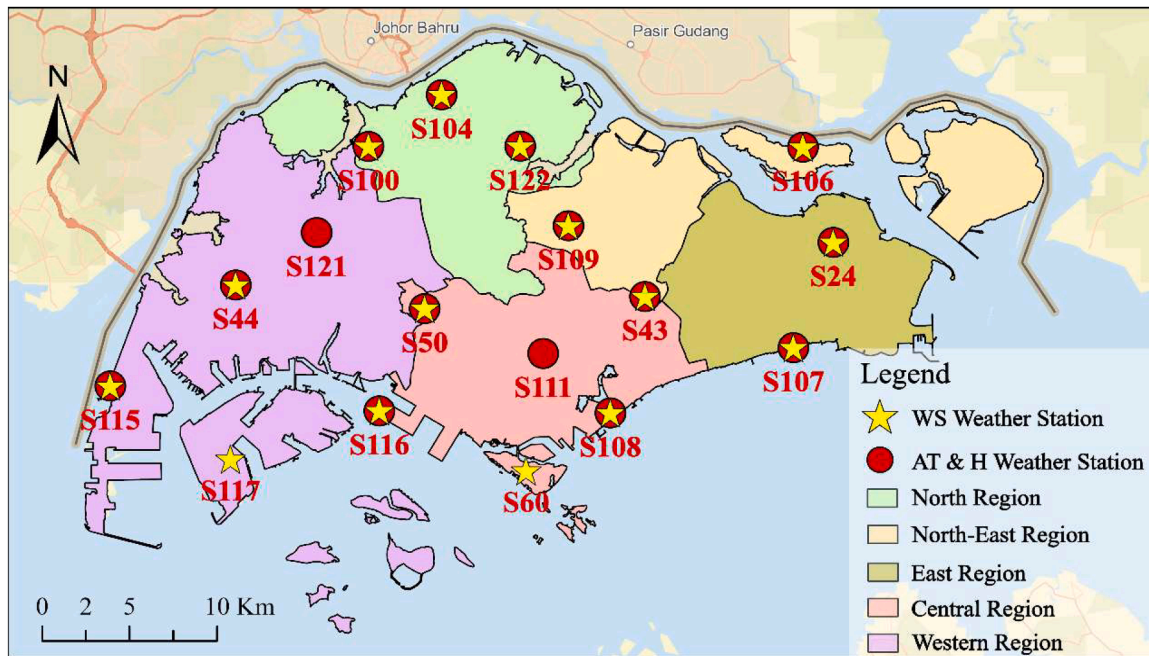 Johor Bahru
Pasir Gudang
N
S104
S100
S122
S106
S121
S109
S24
S44
S50
S43
S111
S107
S115
S116
S108
S117
S60
Legend
WS Weather Station
AT & H Weather Station
North Region
North-East Region
East Region
Central Region
Western Region
0 2 5 10 Km